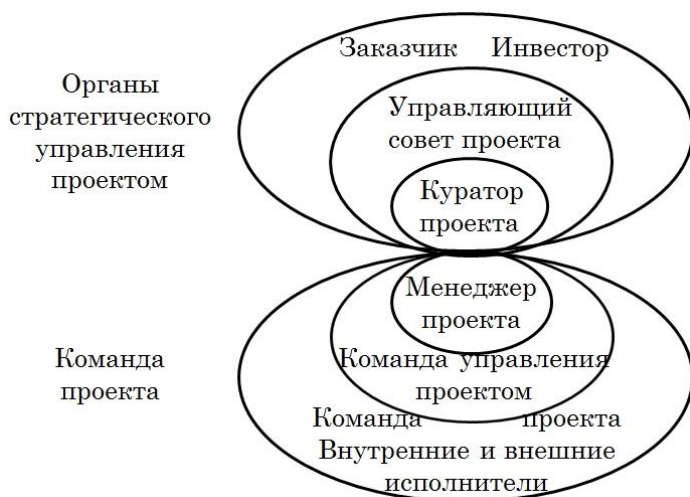 Заказчик Инвестор
Органы
стратегического
управления
проектом
Управляющий
совет проекта
Куратор
проекта
Менеджер
проекта
Команда
проекта
Команда управления
проектом
Команда проекта
Внутренние и внешние
исполнители